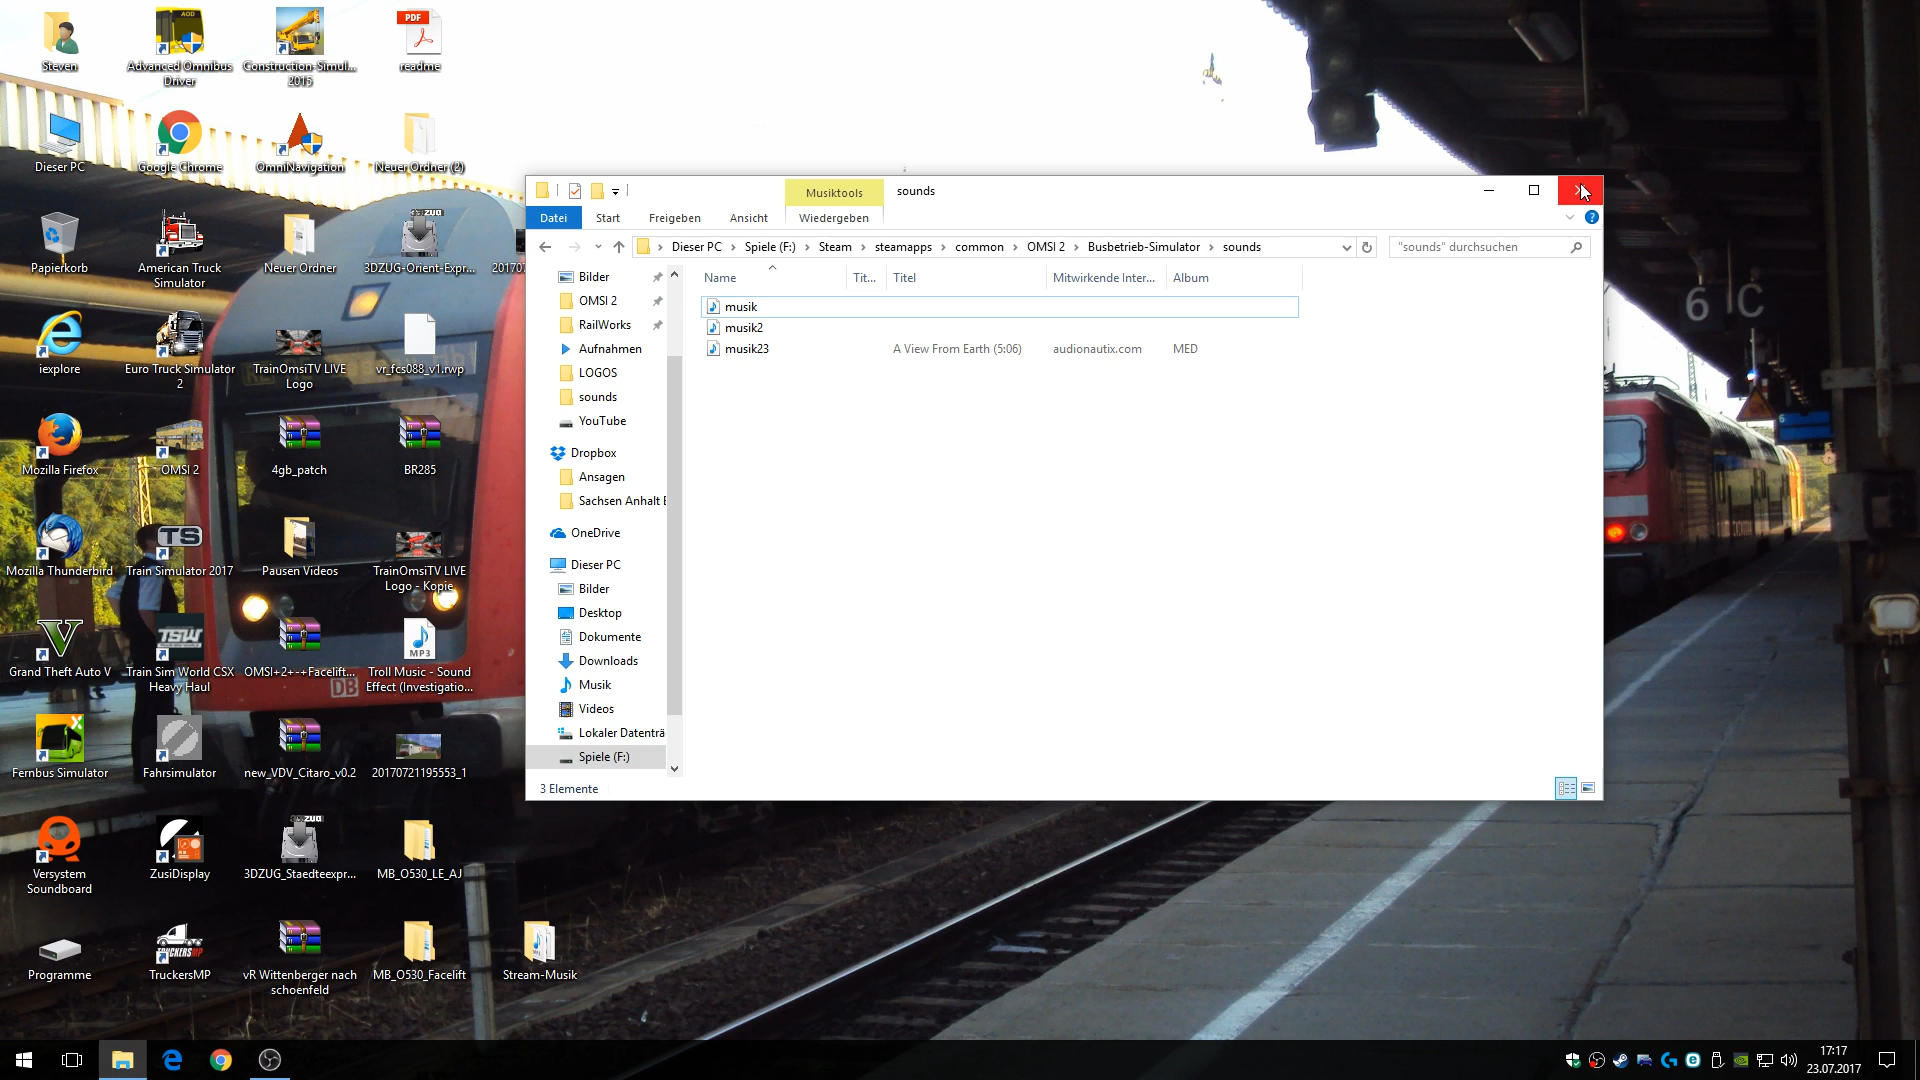 Steven
Advanced Omnibus
Driver
Construction-Simul...
2015
PDF
readme
Dieser PC
Google Chrome
OmniNavigation
Neuer Ordner (2)
Papierkorb
American Truck
Simulator
Neuer Ordner
3DZUG-Orient-Expr...
iexplore
Euro Truck Simulator
2
TrainOmsiTV LIVE
Logo
vr_fcs088_v1.rwp
Mozilla Firefox
OMSI 2
4gb_patch
BR285
Mozilla Thunderbird
TS
Train Simulator 2017
Pausen Videos
TrainOmsiTV LIVE
Logo - Kopie
Grand Theft Auto V
TSW
Train Sim World CSX
Heavy Haul
OMSI+2+-+Facelift...
MP3
Troll Music - Sound
Effect (Investigatio...
DB
Fernbus Simulator
Fahrsimulator
new_VDV_Citaro_v0.2
20170721195553_1
Versystem
Soundboard
ZusiDisplay
3DZUG_Staedteexpr...
MB_O530_LE_AJ
Programme
TruckersMP
vR Wittenberger nach
schoenfeld
MB_O530_Facelift
Stream-Musik
Musiktools
sounds
Datei
Start
Freigeben
Ansicht
Wiedergeben
Dieser PC
Spiele (F:)
Steam
steamapps
common
OMSI 2
Busbetrieb-Simulator
sounds
"sounds" durchsuchen
Bilder
OMSI 2
RailWorks
Aufnahmen
LOGOS
sounds
YouTube
Dropbox
Ansagen
Sachsen Anhalt
OneDrive
Dieser PC
Bilder
Desktop
Dokumente
Downloads
Musik
Videos
Lokaler Datenträ
Spiele (F:)
Name
Tit...
Titel
Mitwirkende Inter...
Album
musik
musik2
musik23
A View From Earth (5:06)
audionautix.com
MED
3 Elemente
6 C
17:17
23.07.2017